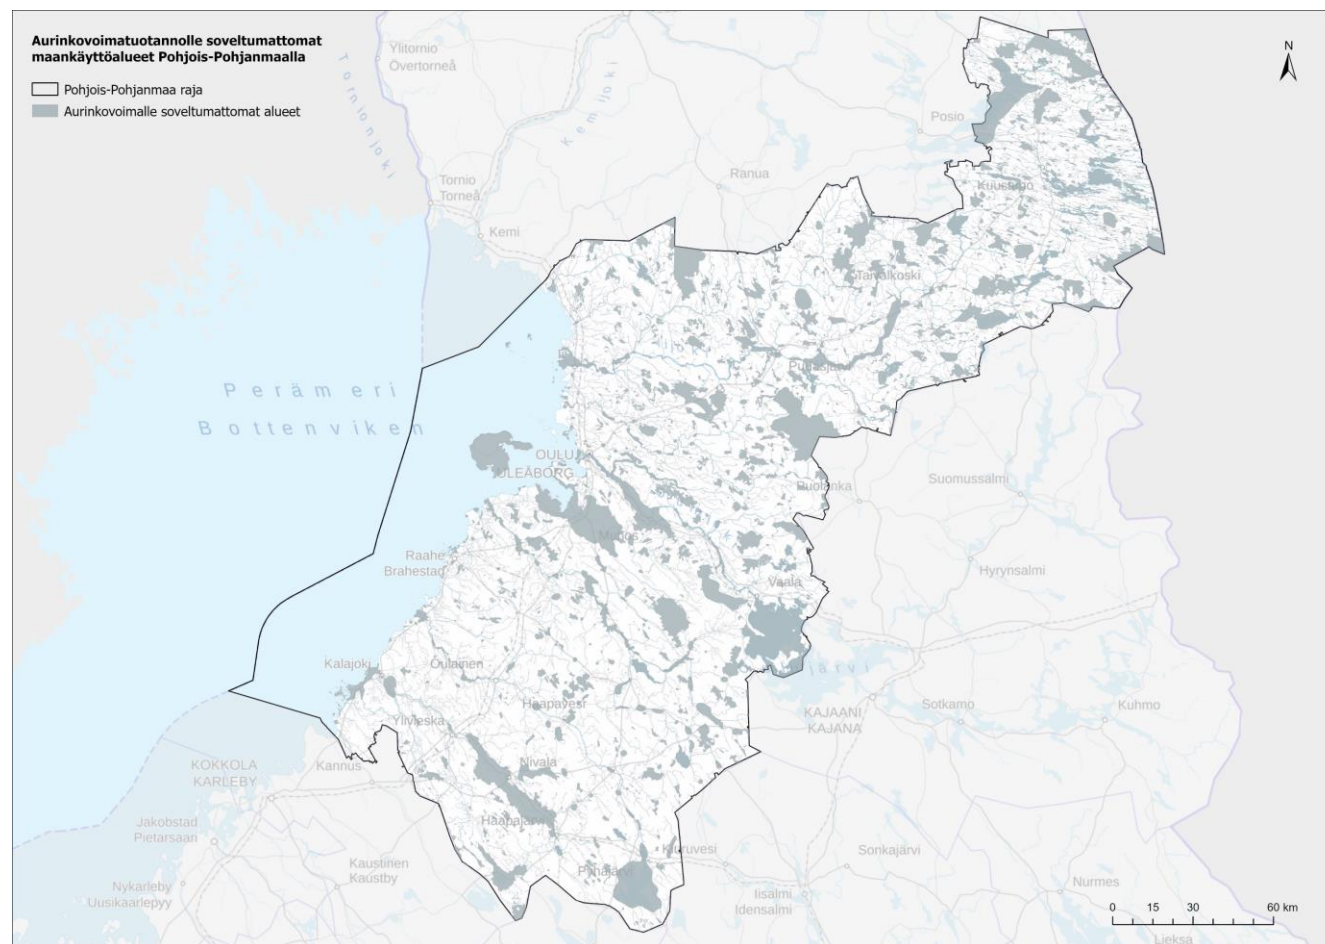 Aurinkovoimatuotannolle soveltumattomat
maankäyttöalueet Pohjois-Pohjanmaalla
Pohjois-Pohjanmaa raja
Aurinkovoimalle soveltumattomat alueet
N
Ylitornio
Övertorneå
Tornionjoki
Kemijoki
Posio
Ranua
Tornio
Torneå
Kemi
Kuusamo
Taivalkoski
Pudasjärvi
Perämeri
Bottenviken
OULU
ULEÅBORG
Puolanka
Suomussalmi
Muhos
Raahe
Brahestad
Hyrynsalmi
Vaala
Kalajoki
Oulainen
Haapavesi
Ylivieska
KAJAANI
KAJANA
Sotkamo
Kuhmo
KOKKOLA
KARLEBY
Kannus
Nivala
Jakobstad
Pietarsaari
Haapajärvi
Kaustinen
Kaustby
Pyhäjärvi
Kiuruvesi
Sonkajärvi
Nykarleby
Uusikaarlepyy
Iisalmi
Idensalmi
Nurmes
Lieksa
0 15 30 60 km